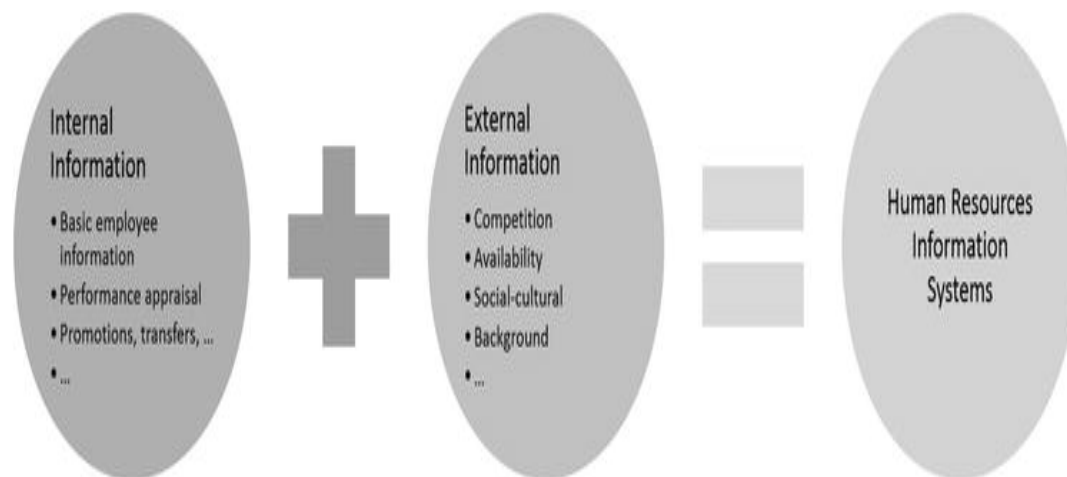 Internal
Information
• Basic employee
information
• Performance appraisal
• Promotions, transfers, ...
• ...
External
Information
• Competition
• Availability
• Social-cultural
• Background
• ...
Human Resources
Information
Systems